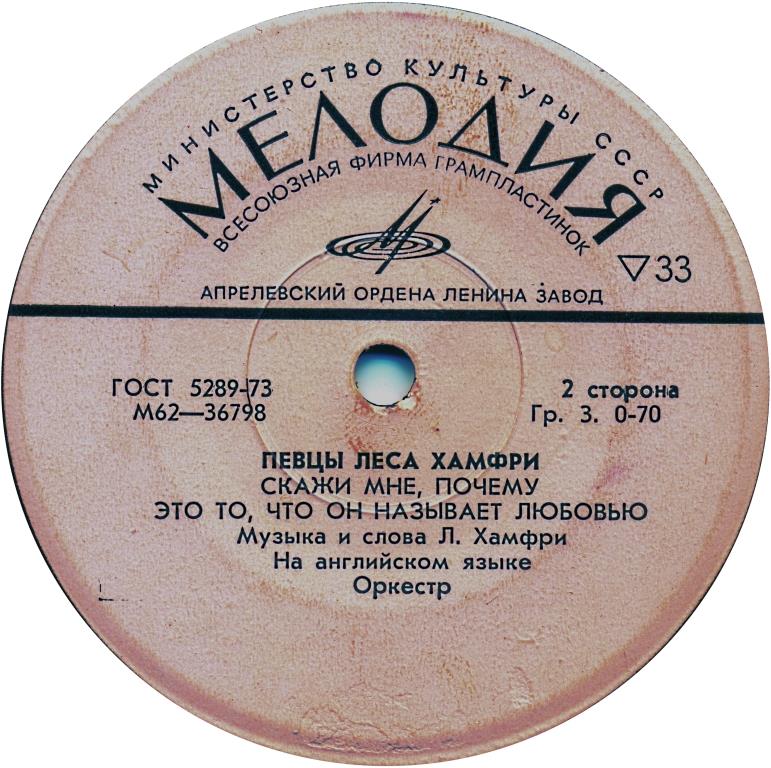 МИНИСТЕРСТВО КУЛЬТУРЫ СССР
МЕЛОДИЯ
ВСЕСОЮЗНАЯ ФИРМА ГРАМПЛАСТИНОК
▽33
АПРЕЛЕВСКИЙ ОРДЕНА ЛЕНИНА ЗАВОД
ГОСТ 5289-73 2 сторона
М62—36798 Гр. 3. 0-70
ПЕВЦЫ ЛЕСА ХАМФРИ
СКАЖИ МНЕ, ПОЧЕМУ
ЭТО ТО, ЧТО ОН НАЗЫВАЕТ ЛЮБОВЬЮ
Музыка и слова Л. Хамфри
На английском языке
Оркестр